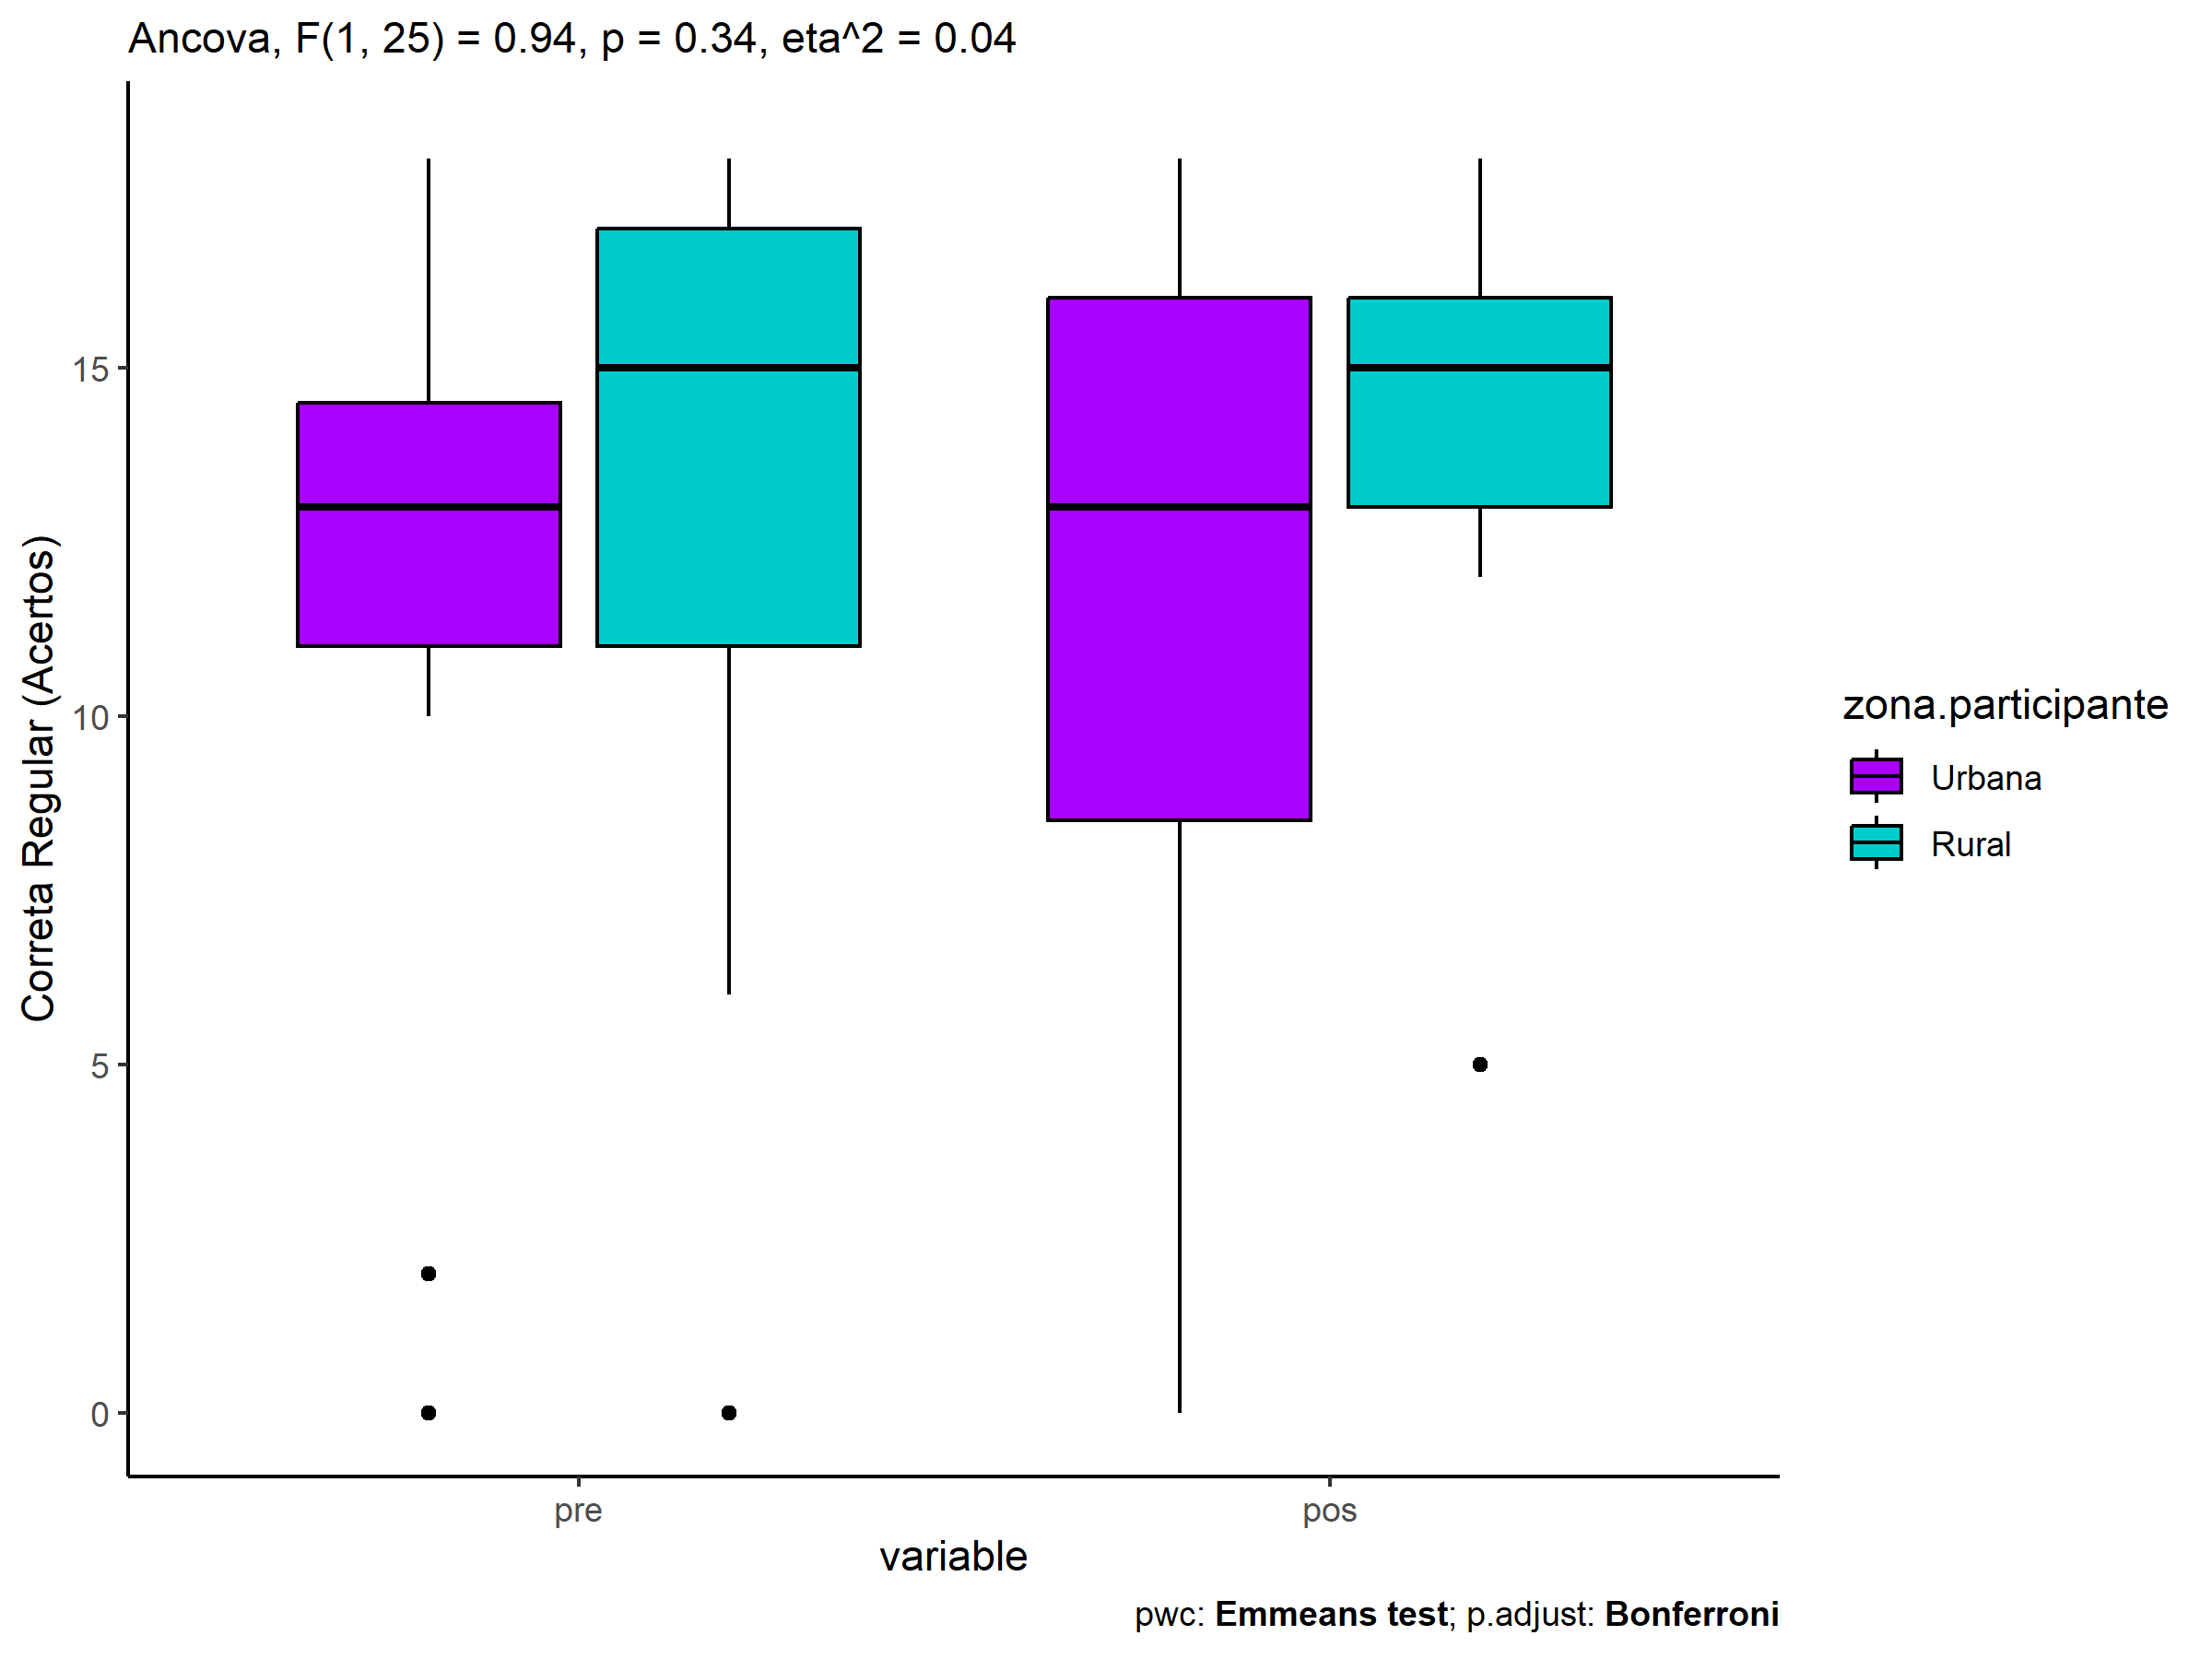 Ancova, F(1, 25) = 0.94, p = 0.34, eta^2 = 0.04
Correta Regular (Acertos)
15
10
5
0
pre
pos
variable
zona.participante
Urbana
Rural
pwc: Emmeans test; p.adjust: Bonferroni